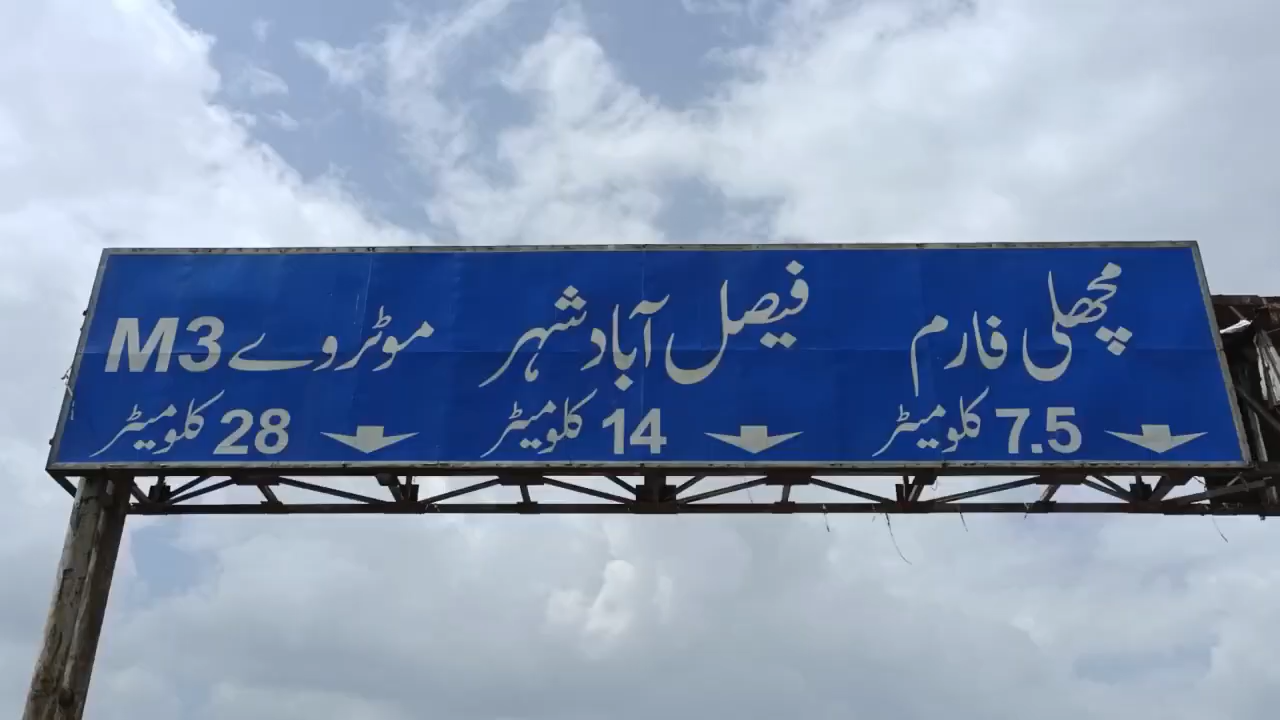 مچھلی فارم
7.5 کلومیٹر
فیصل آباد شہر
14 کلومیٹر
موٹروے M3
28 کلومیٹر